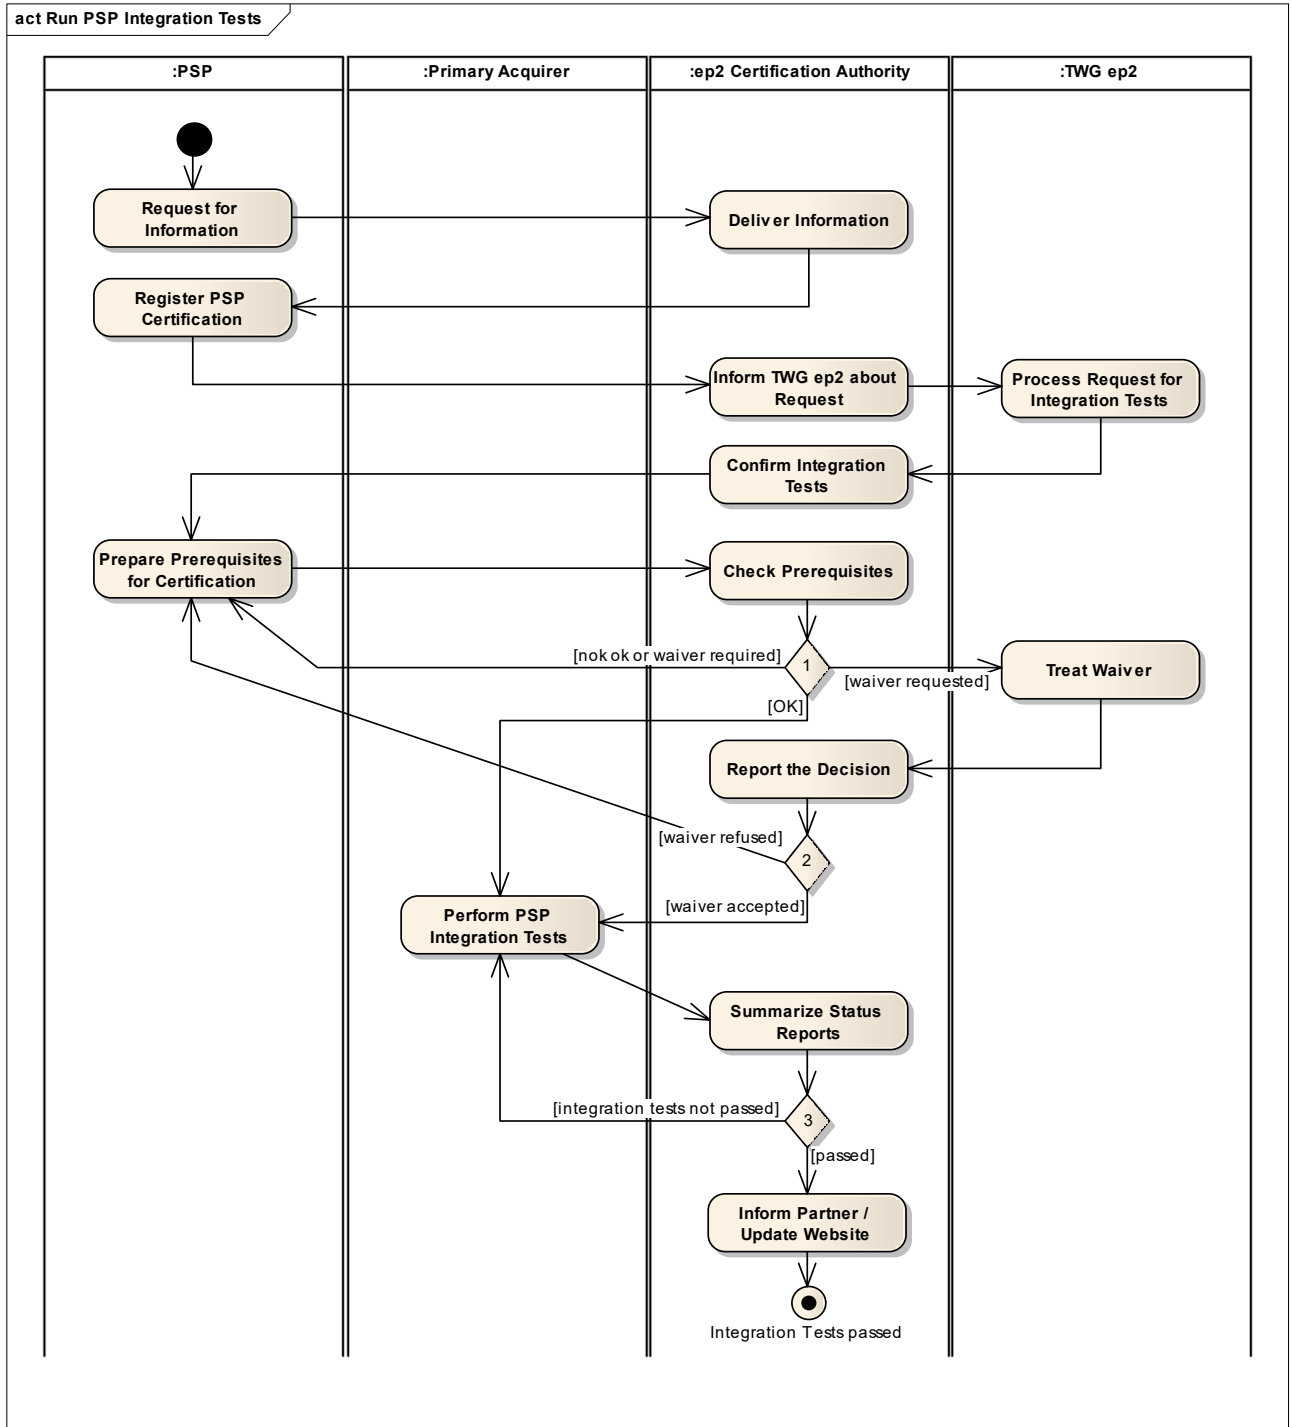 act Run PSP Integration Tests
:PSP
:Primary Acquirer
:ep2 Certification Authority
:TWG ep2
Request for
Information
Deliver Information
Register PSP
Certification
Inform TWG ep2 about
Request
Process Request for
Integration Tests
Confirm Integration
Tests
Prepare Prerequisites
for Certification
Check Prerequisites
[nok ok or waiver required]
1
[waiver requested]
Treat Waiver
[OK]
Report the Decision
[waiver refused]
2
[waiver accepted]
Perform PSP
Integration Tests
Summarize Status
Reports
[integration tests not passed]
3
[passed]
Inform Partner /
Update Website
Integration Tests passed